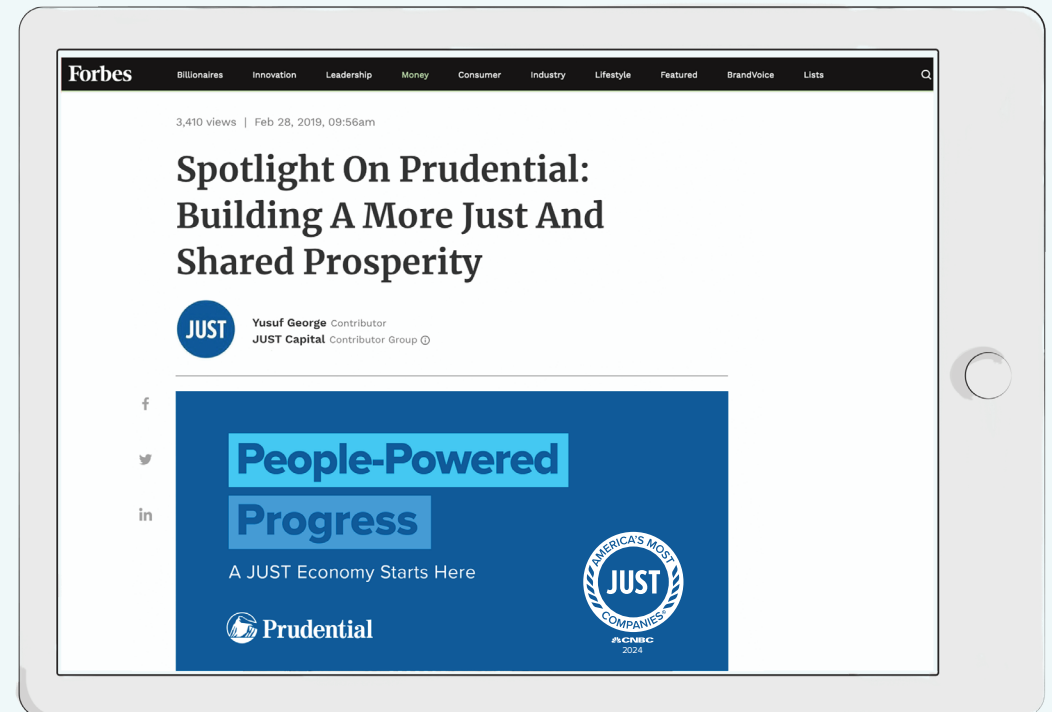 Forbes
Billionaires Innovation Leadership Money Consumer Industry Lifestyle Featured BrandVoice Lists
3,410 views | Feb 28, 2019, 09:56am
Spotlight On Prudential:
Building A More Just And
Shared Prosperity
JUST
Yusuf George Contributor
JUST Capital Contributor Group
f
in
People-Powered
Progress
A JUST Economy Starts Here
Prudential
AMERICA'S MOST
JUST
COMPANIES®
CNBC
2024